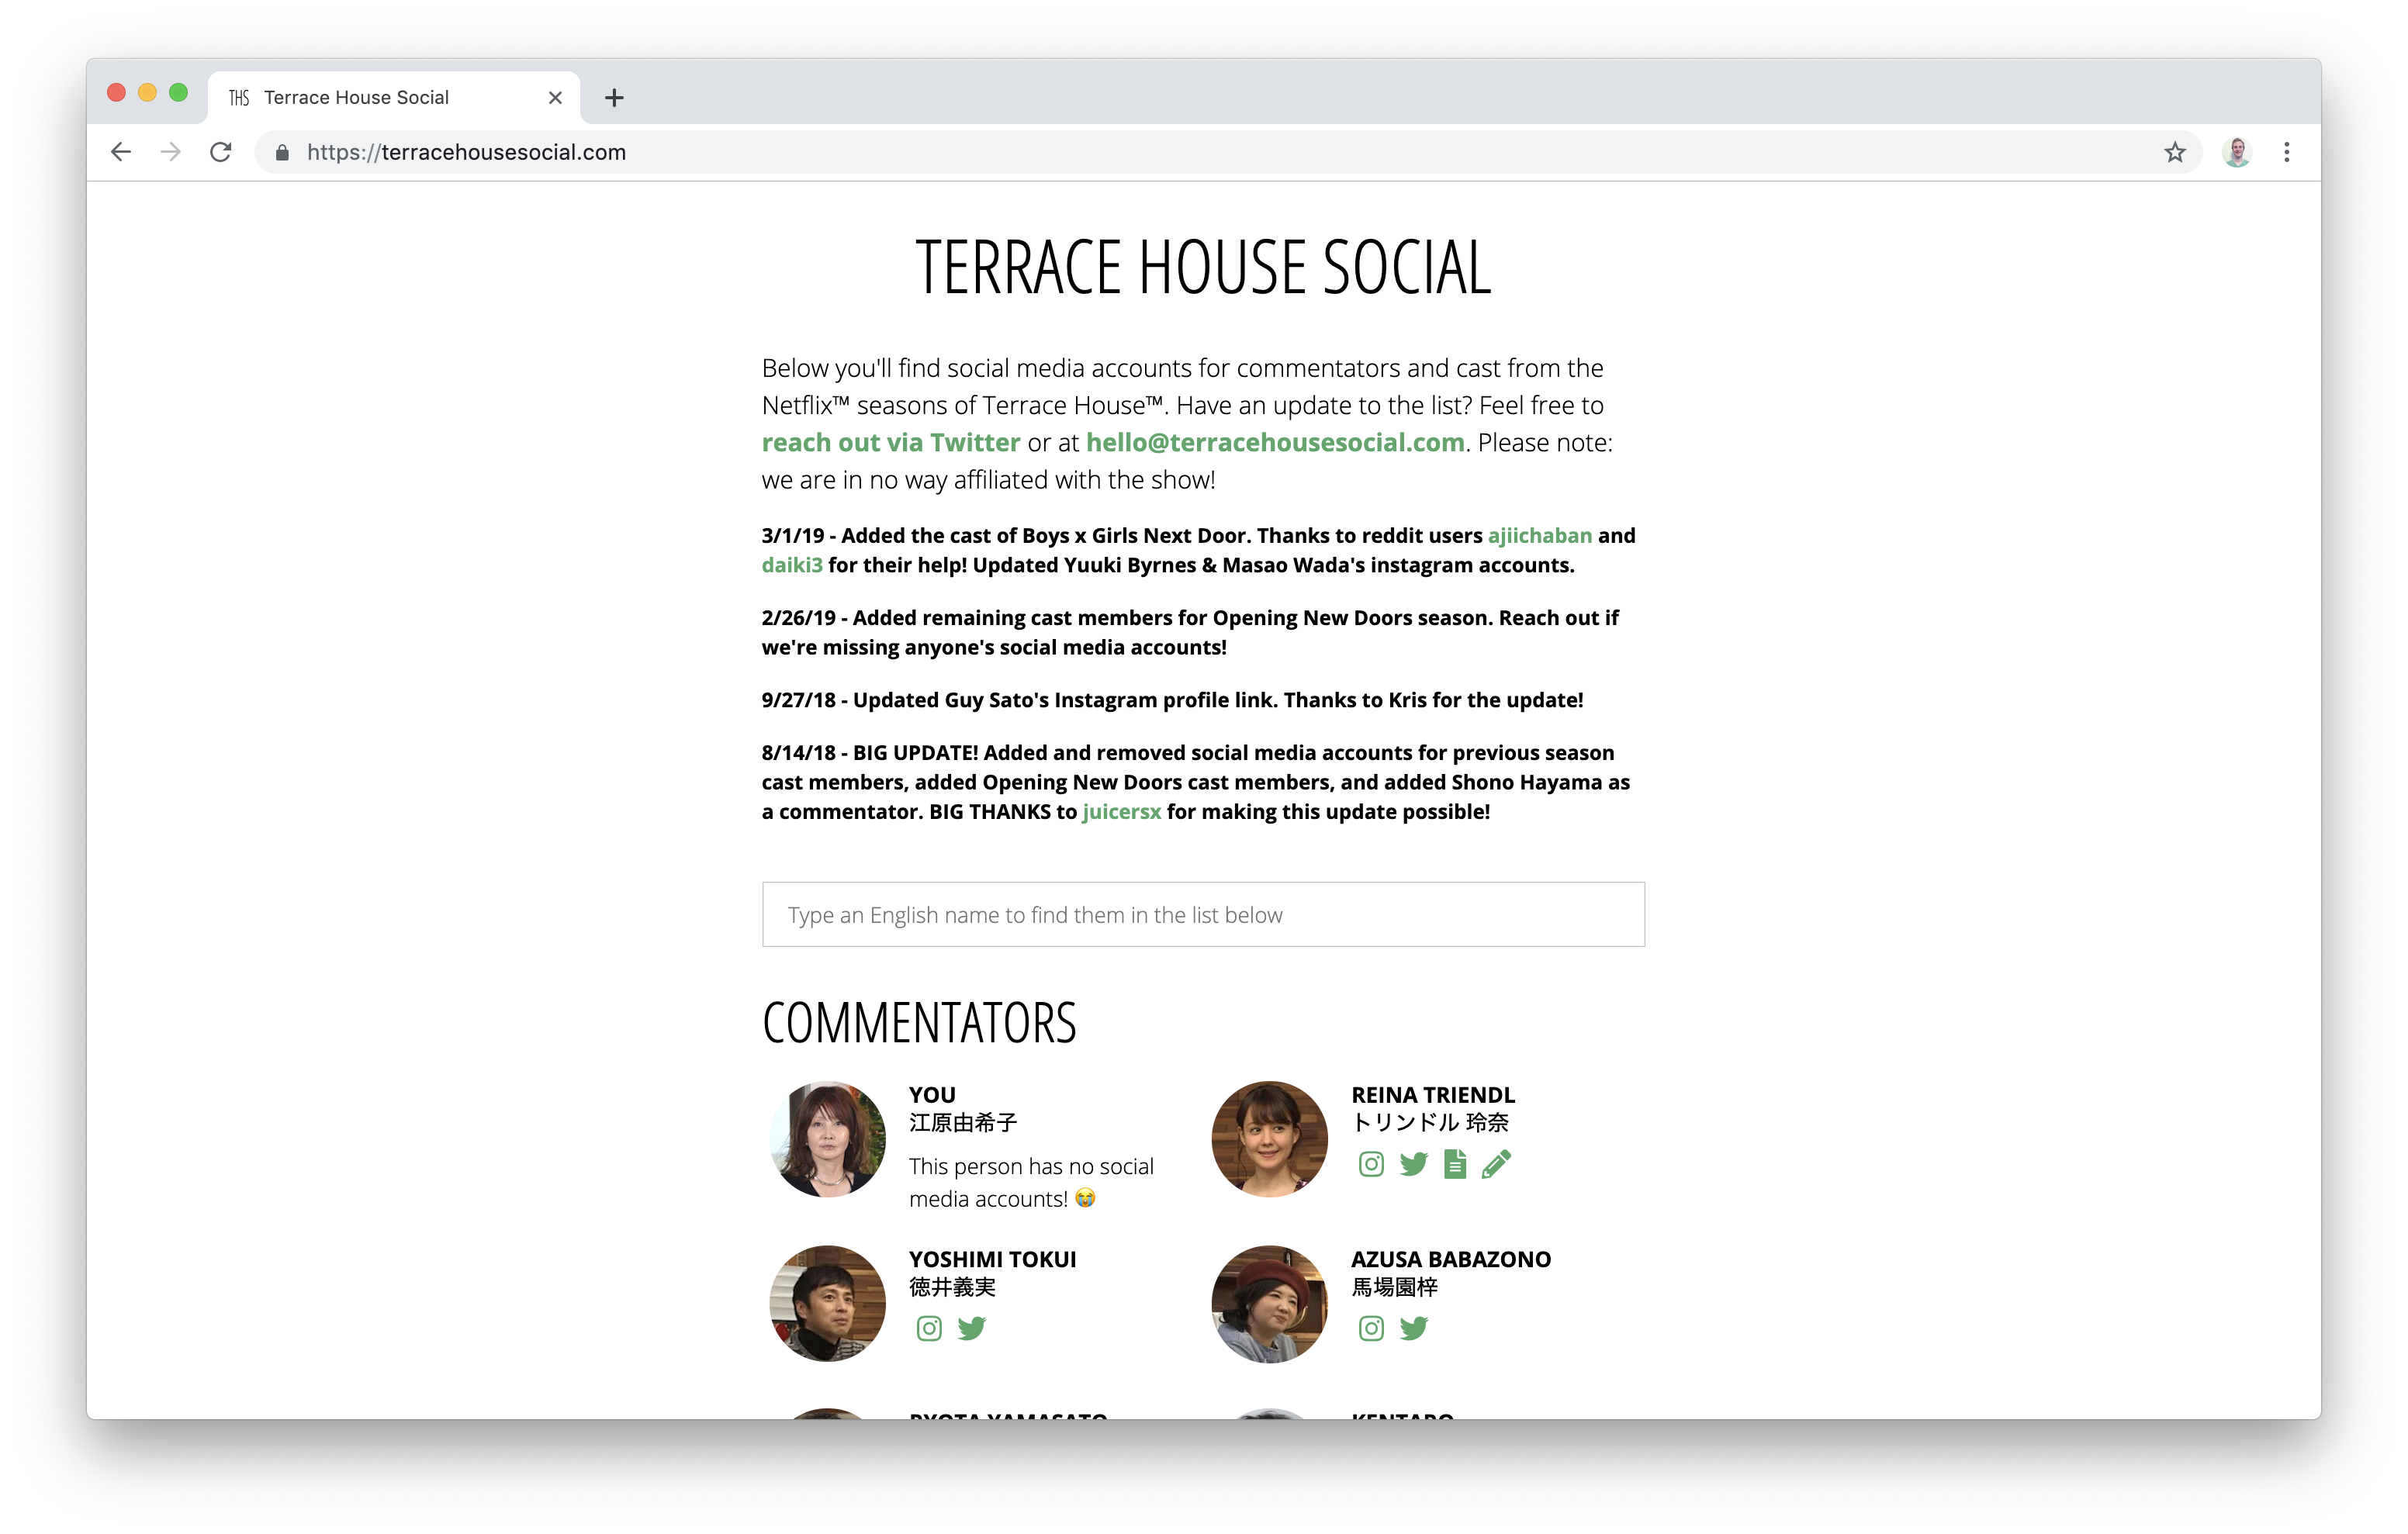 THS Terrace House Social
https://terracehousesocial.com
TERRACE HOUSE SOCIAL
Below you'll find social media accounts for commentators and cast from the
Netflix™ seasons of Terrace House™. Have an update to the list? Feel free to
reach out via Twitter or at hello@terracehousesocial.com. Please note:
we are in no way affiliated with the show!
3/1/19 - Added the cast of Boys x Girls Next Door. Thanks to reddit users ajiichaban and
daiki3 for their help! Updated Yuuki Byrnes & Masao Wada's instagram accounts.
2/26/19 - Added remaining cast members for Opening New Doors season. Reach out if
we're missing anyone's social media accounts!
9/27/18 - Updated Guy Sato's Instagram profile link. Thanks to Kris for the update!
8/14/18 - BIG UPDATE! Added and removed social media accounts for previous season
cast members, added Opening New Doors cast members, and added Shono Hayama as
a commentator. BIG THANKS to juicersx for making this update possible!
Type an English name to find them in the list below
COMMENTATORS
YOU
江原由希子
This person has no social
media accounts! 😭
REINA TRIENDL
トリンドル 玲奈
YOSHIMI TOKUI
徳井義実
AZUSA BABAZONO
馬場園梓
RYOTA YAMASATO
KENTARO